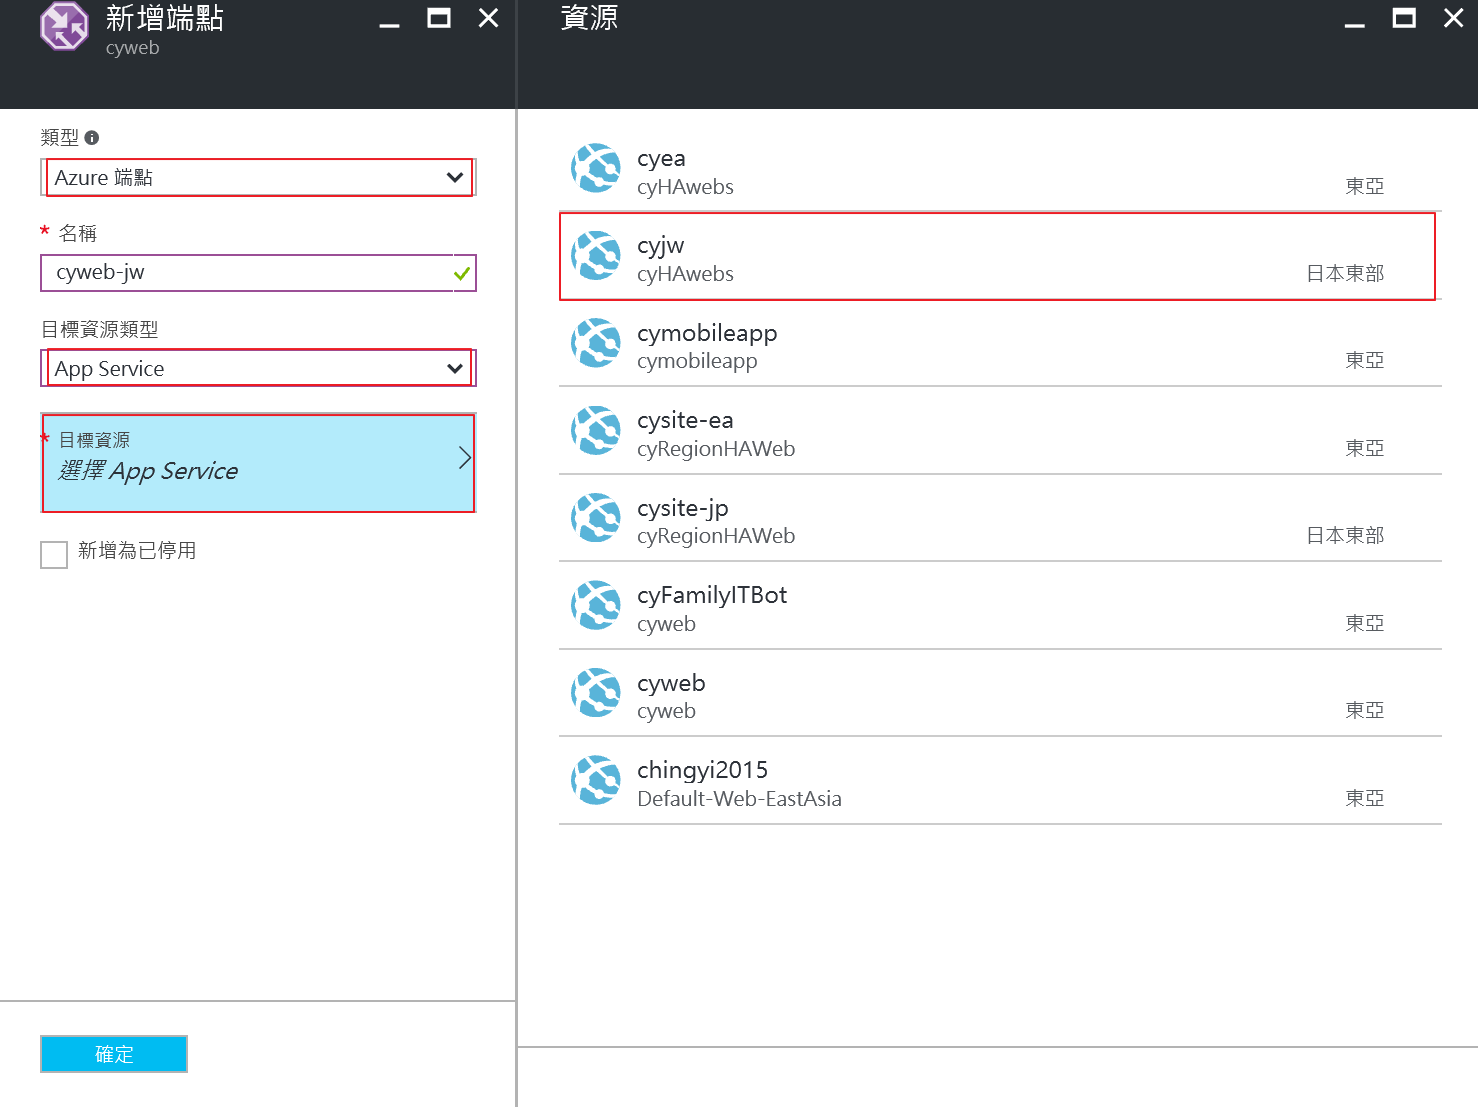 新增端點
cyweb
類型
Azure 端點
* 名稱
cyweb-jw
目標資源類型
App Service
* 目標資源
選擇 App Service
新增為已停用
確定
資源
cyea
cyHAwebs
東亞
cyjw
cyHAwebs
日本東部
cymobileapp
cymobileapp
東亞
cysite-ea
cyRegionHAWeb
東亞
cysite-jp
cyRegionHAWeb
日本東部
cyFamilyITBot
cyweb
東亞
cyweb
cyweb
東亞
chingyi2015
Default-Web-EastAsia
東亞